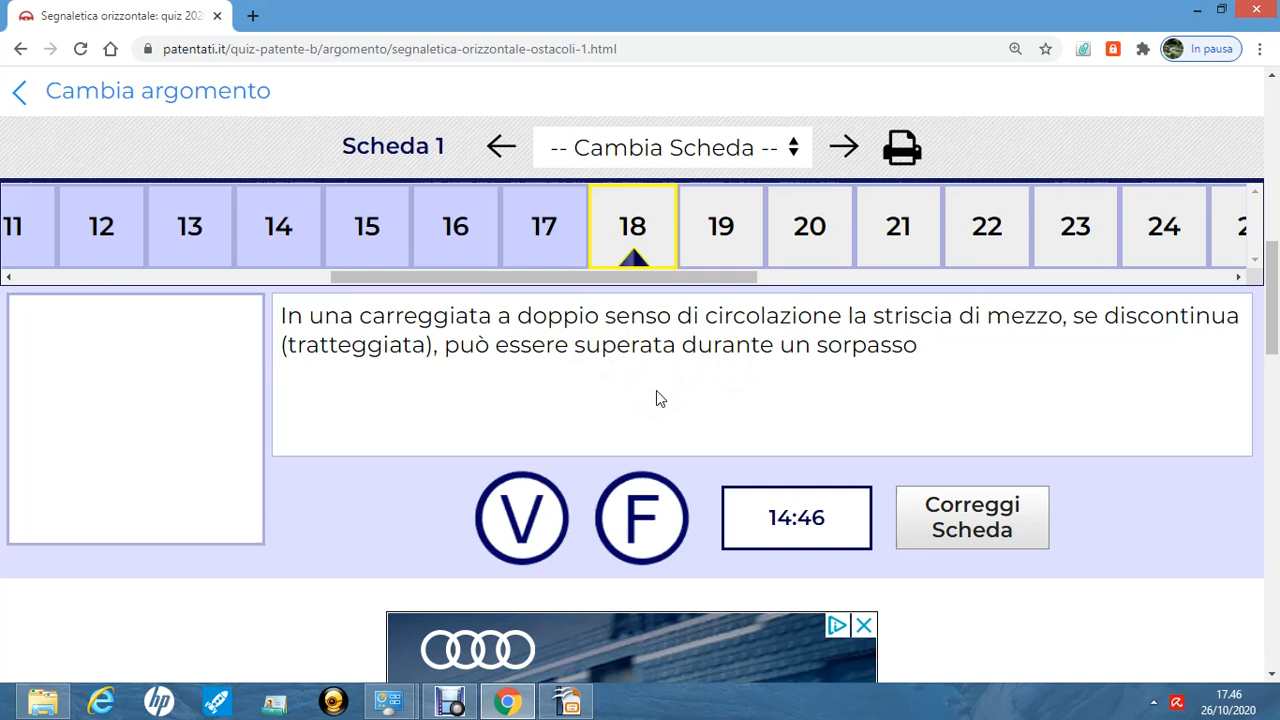 Segnaletica orizzontale: quiz 202
patentati.it/quiz-patente-b/argomento/segnaletica-orizzontale-ostacoli-1.html
In pausa
Cambia argomento
Scheda 1
-- Cambia Scheda --
11 12 13 14 15 16 17 18 19 20 21 22 23 24
In una carreggiata a doppio senso di circolazione la striscia di mezzo, se discontinua
(tratteggiata), può essere superata durante un sorpasso
V F 14:46 Correggi
Scheda
17.46
26/10/2020